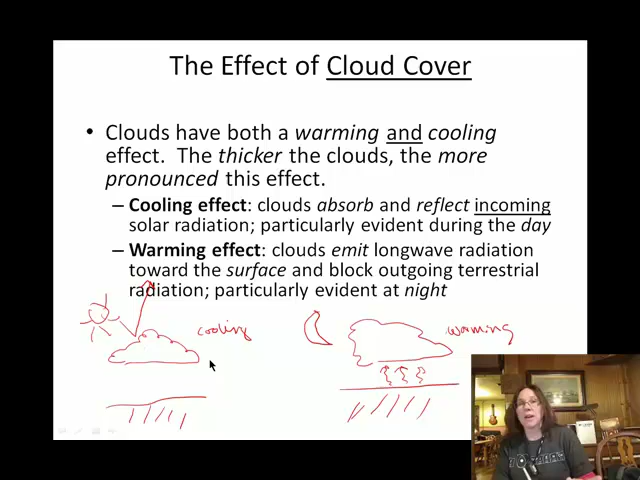 The Effect of Cloud Cover
• Clouds have both a warming and cooling
effect. The thicker the clouds, the more
pronounced this effect.
– Cooling effect: clouds absorb and reflect incoming
solar radiation; particularly evident during the day
– Warming effect: clouds emit longwave radiation
toward the surface and block outgoing terrestrial
radiation; particularly evident at night
cooling
warming